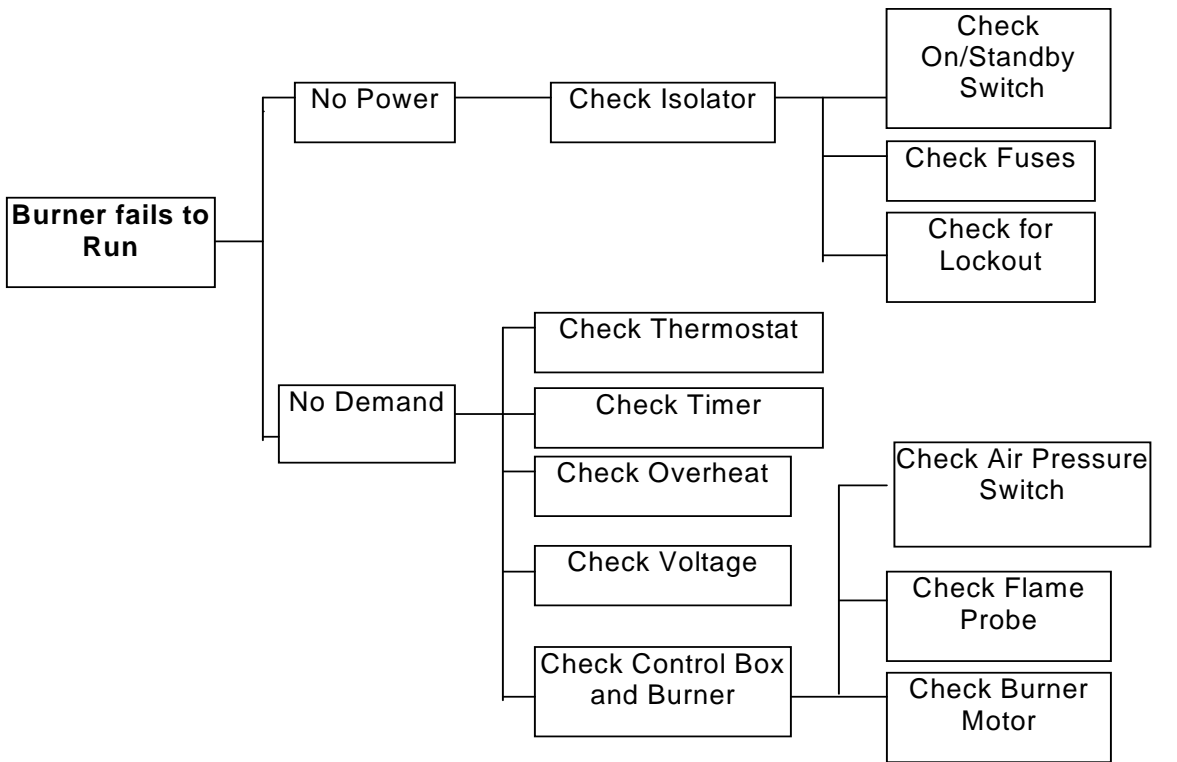 Burner fails to
Run
No Power
Check Isolator
Check
On/Standby
Switch
Check Fuses
Check for
Lockout
No Demand
Check Thermostat
Check Timer
Check Overheat
Check Voltage
Check Control Box
and Burner
Check Air Pressure
Switch
Check Flame
Probe
Check Burner
Motor